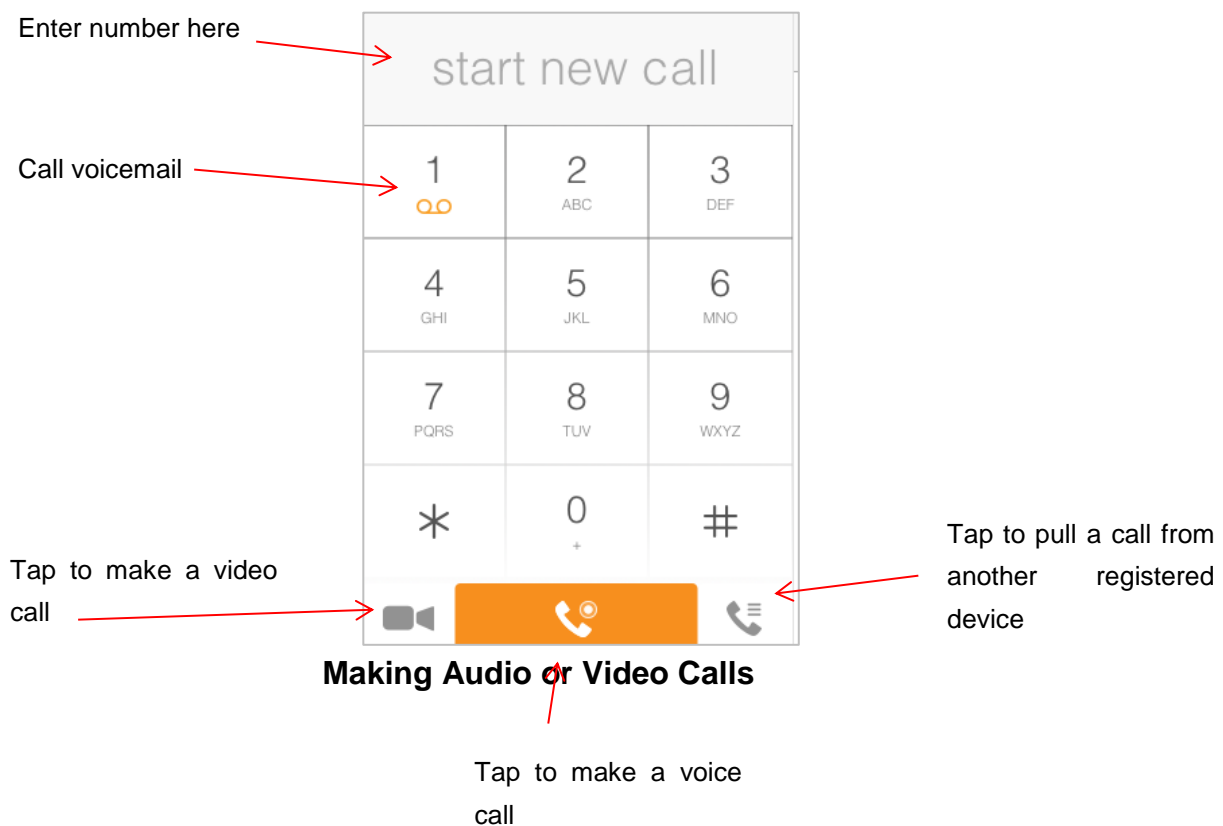 Enter number here
start new call
Call voicemail
1 2 3
ABC DEF
4 5 6
GHI JKL MNO
7 8 9
PQRS TUV WXYZ
* 0 #
+
Tap to make a video
call
Tap to pull a call from
another registered
device
Making Audio or Video Calls
Tap to make a voice
call